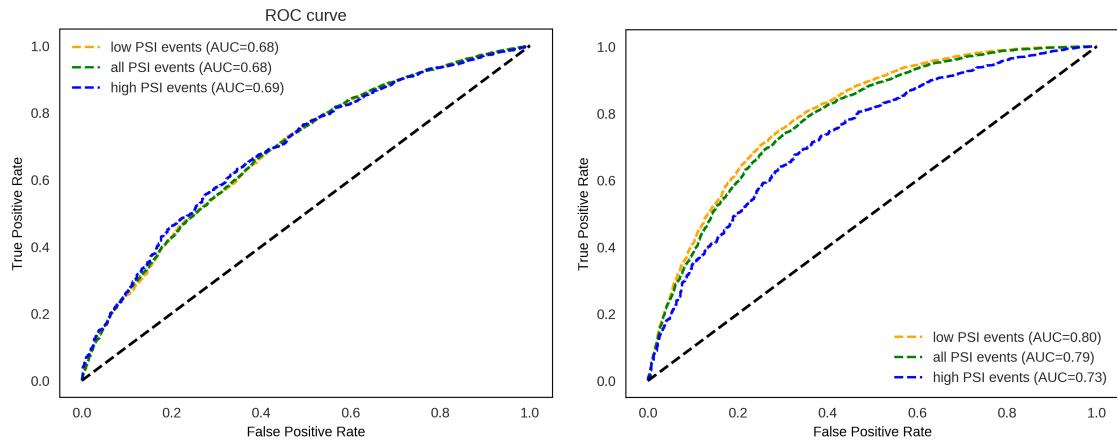 ROC curve
low PSI events (AUC=0.68)
all PSI events (AUC=0.68)
high PSI events (AUC=0.69)
1.0
0.8
0.6
0.4
0.2
0.0
True Positive Rate
0.0 0.2 0.4 0.6 0.8 1.0
False Positive Rate
1.0
0.8
0.6
0.4
0.2
0.0
True Positive Rate
low PSI events (AUC=0.80)
all PSI events (AUC=0.79)
high PSI events (AUC=0.73)
0.0 0.2 0.4 0.6 0.8 1.0
False Positive Rate